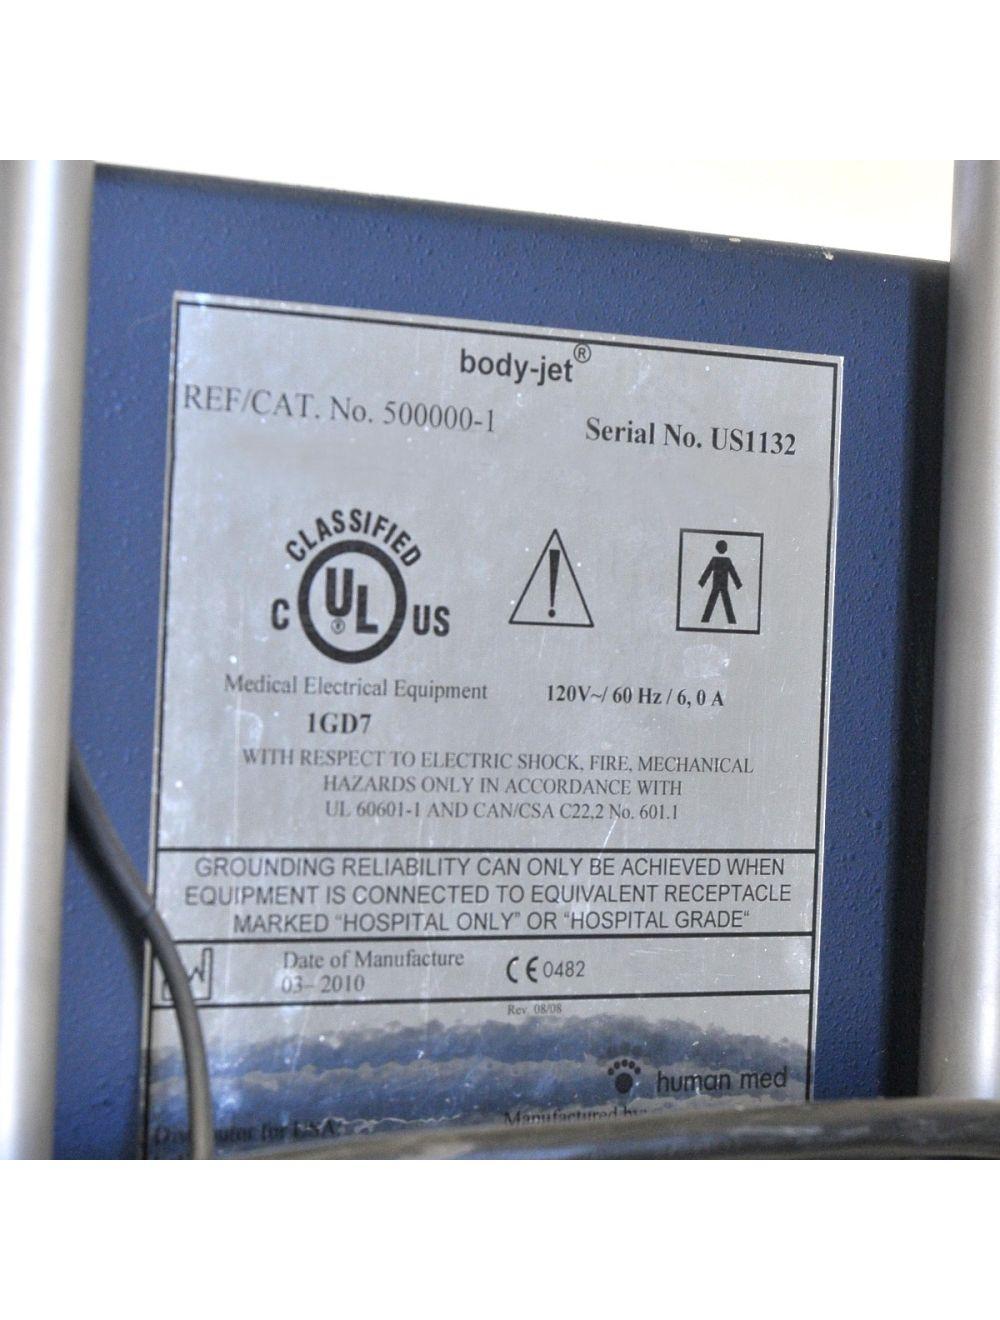 body-jet®
REF/CAT. No. 500000-1
Serial No. US1132
CLASSIFIED
C UL® US
Medical Electrical Equipment
120V~/ 60 Hz / 6, 0 A
1GD7
WITH RESPECT TO ELECTRIC SHOCK, FIRE, MECHANICAL
HAZARDS ONLY IN ACCORDANCE WITH
UL 60601-1 AND CAN/CSA C22,2 No. 601.1
GROUNDING RELIABILITY CAN ONLY BE ACHIEVED WHEN
EQUIPMENT IS CONNECTED TO EQUIVALENT RECEPTACLE
MARKED “HOSPITAL ONLY” OR “HOSPITAL GRADE“
Date of Manufacture
03– 2010
CE 0482
Rev. 08/08
human med
Manufactured by
for USA: